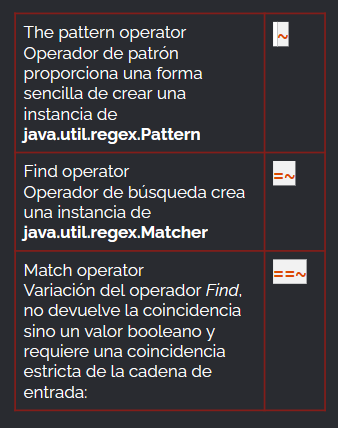 The pattern operator
Operador de patrón
proporciona una forma
sencilla de crear una
instancia de
java.util.regex.Pattern
~
Find operator
Operador de búsqueda crea
una instancia de
java.util.regex.Matcher
=~
Match operator
Variación del operador Find,
no devuelve la coincidencia
sino un valor booleano y
requiere una coincidencia
estricta de la cadena de
entrada:
==~